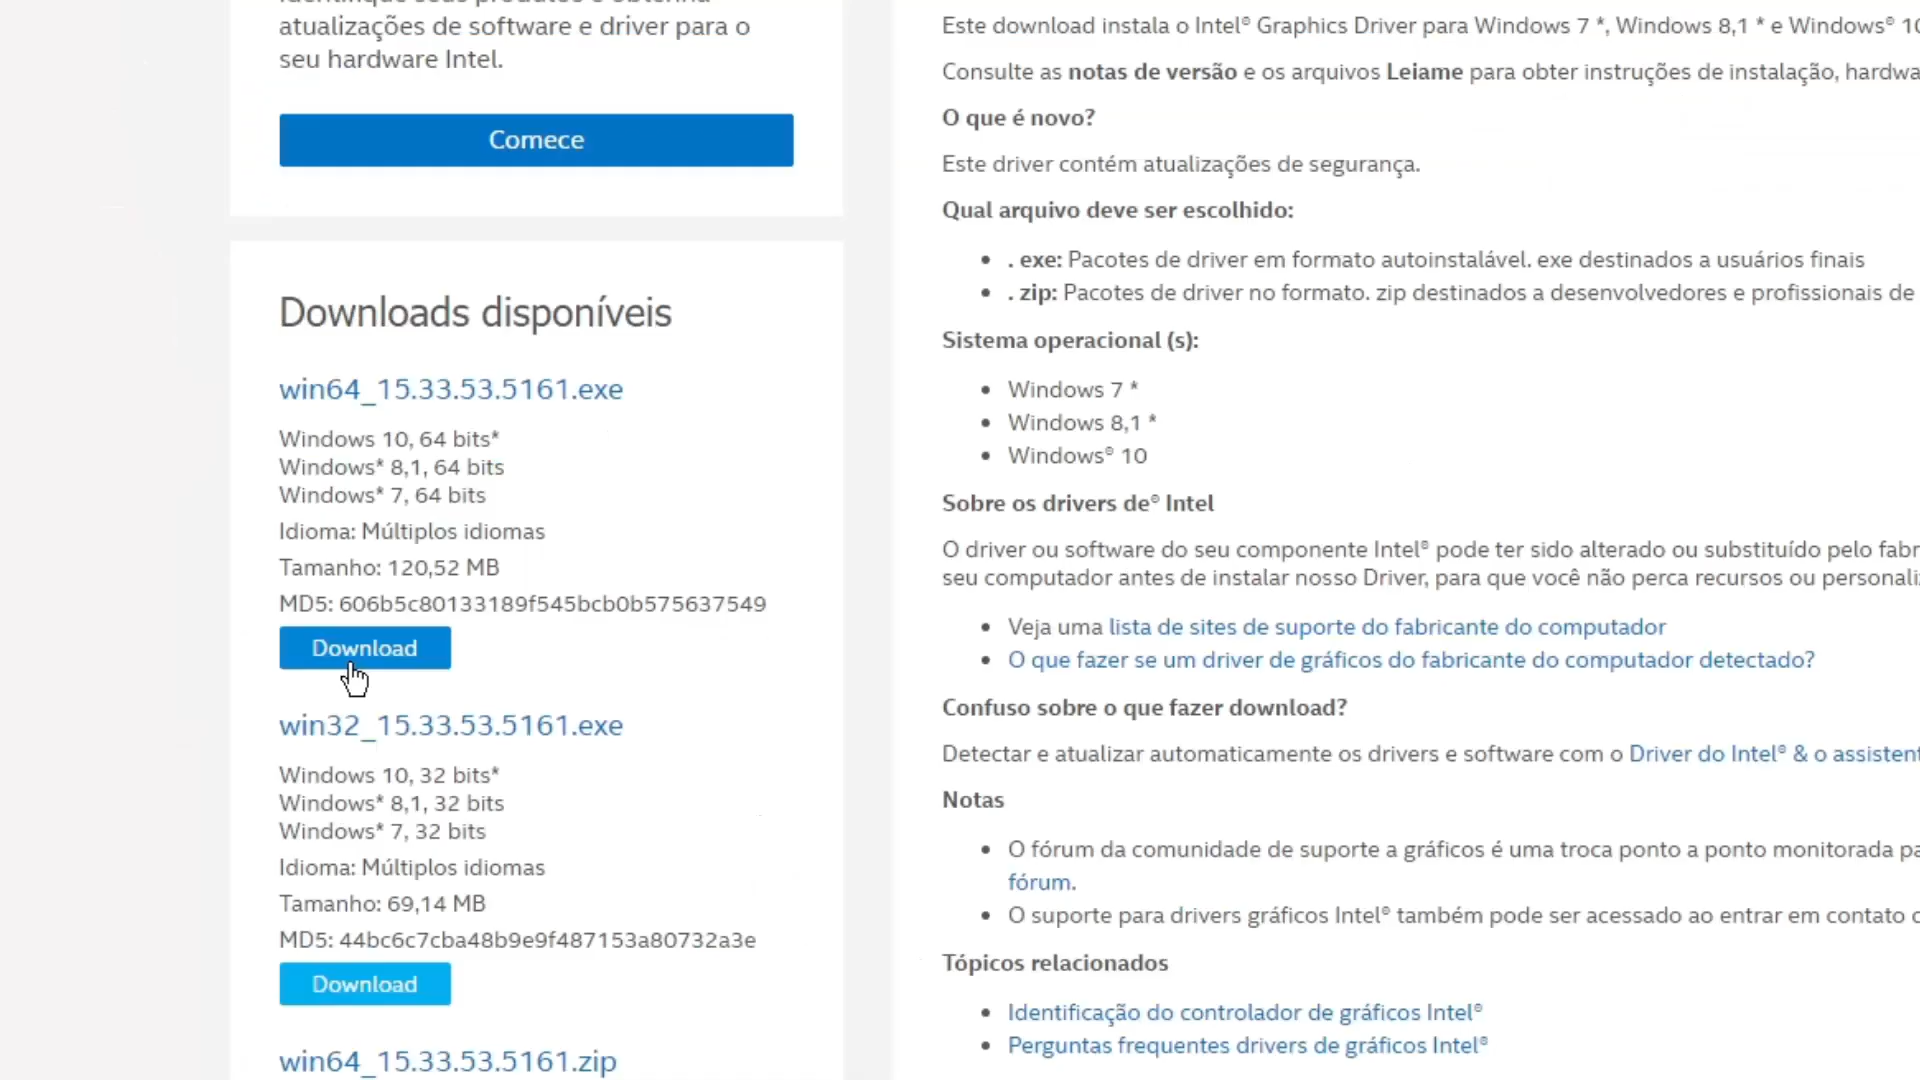 atualizações de software e driver para o
seu hardware Intel.
Comece
Downloads disponíveis
win64_15.33.53.5161.exe
Windows 10, 64 bits*
Windows* 8,1, 64 bits
Windows* 7, 64 bits
Idioma: Múltiplos idiomas
Tamanho: 120,52 MB
MD5: 606b5c80133189f545bcb0b575637549
Download
win32_15.33.53.5161.exe
Windows 10, 32 bits*
Windows* 8,1, 32 bits
Windows* 7, 32 bits
Idioma: Múltiplos idiomas
Tamanho: 69,14 MB
MD5: 44bc6c7cba48b9e9f487153a80732a3e
Download
win64_15.33.53.5161.zip
Este download instala o Intel® Graphics Driver para Windows 7 *, Windows 8,1 * e Windows® 10
Consulte as notas de versão e os arquivos Leiame para obter instruções de instalação, hardwa
O que é novo?
Este driver contém atualizações de segurança.
Qual arquivo deve ser escolhido:
• . exe: Pacotes de driver em formato autoinstalável. exe destinados a usuários finais
• . zip: Pacotes de driver no formato. zip destinados a desenvolvedores e profissionais de
Sistema operacional (s):
• Windows 7 *
• Windows 8,1 *
• Windows® 10
Sobre os drivers de® Intel
O driver ou software do seu componente Intel® pode ter sido alterado ou substituído pelo fabr
seu computador antes de instalar nosso Driver, para que você não perca recursos ou personaliz
• Veja uma lista de sites de suporte do fabricante do computador
• O que fazer se um driver de gráficos do fabricante do computador detectado?
Confuso sobre o que fazer download?
Detectar e atualizar automaticamente os drivers e software com o Driver do Intel® & o assistent
Notas
• O fórum da comunidade de suporte a gráficos é uma troca ponto a ponto monitorada pa
fórum.
• O suporte para drivers gráficos Intel® também pode ser acessado ao entrar em contato c
Tópicos relacionados
• Identificação do controlador de gráficos Intel®
• Perguntas frequentes drivers de gráficos Intel®